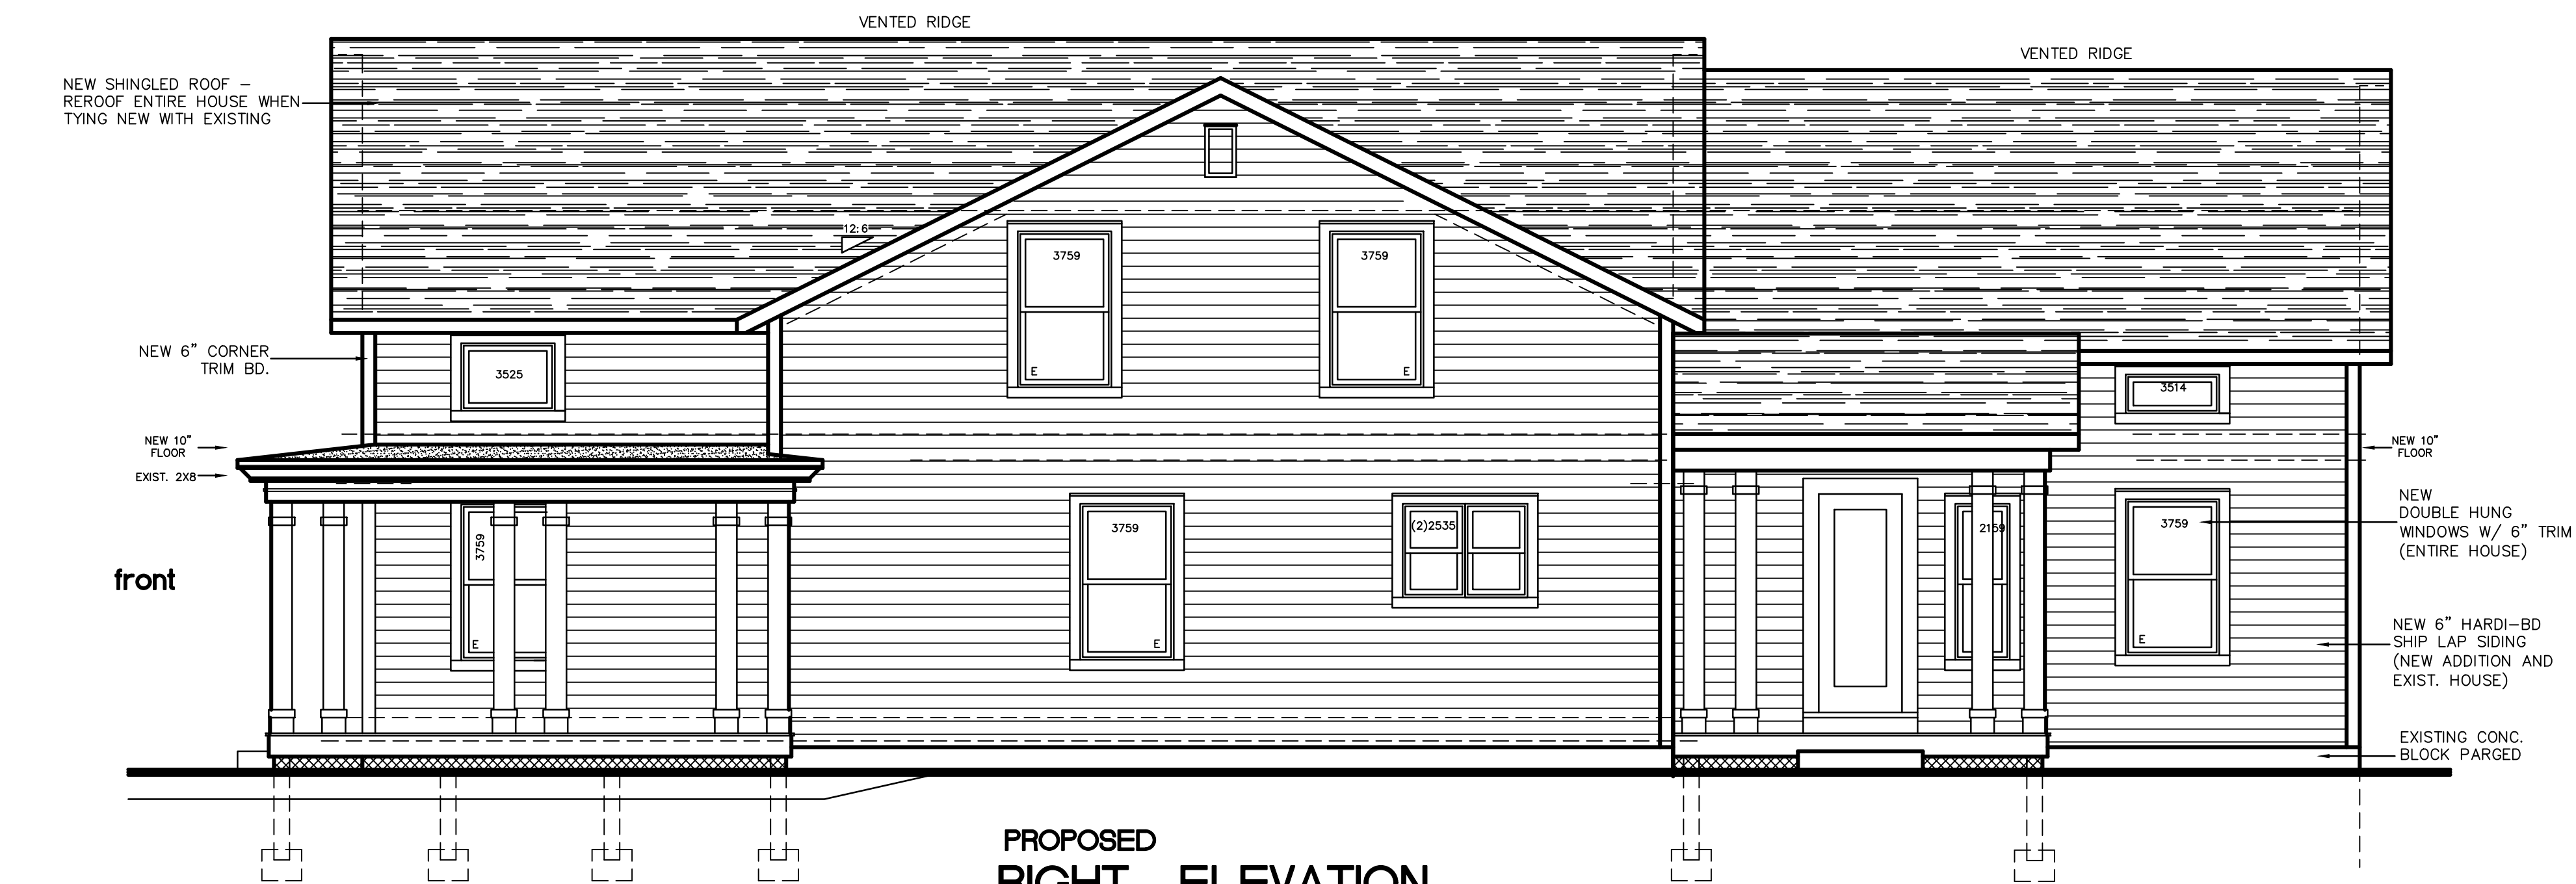 VENTED RIDGE
VENTED RIDGE
NEW SHINGLED ROOF –
REROOF ENTIRE HOUSE WHEN
TYING NEW WITH EXISTING
12:6
3759
3759
E
E
NEW 6" CORNER
TRIM BD.
3525
3514
NEW 10"
FLOOR
EXIST. 2X8
NEW 10"
FLOOR
3759
E
3759
E
(2)2535
2159
3759
E
NEW
DOUBLE HUNG
WINDOWS W/ 6" TRIM
(ENTIRE HOUSE)
front
NEW 6" HARDI-BD
SHIP LAP SIDING
(NEW ADDITION AND
EXIST. HOUSE)
EXISTING CONC.
BLOCK PARGED
PROPOSED
RIGHT ELEVATION